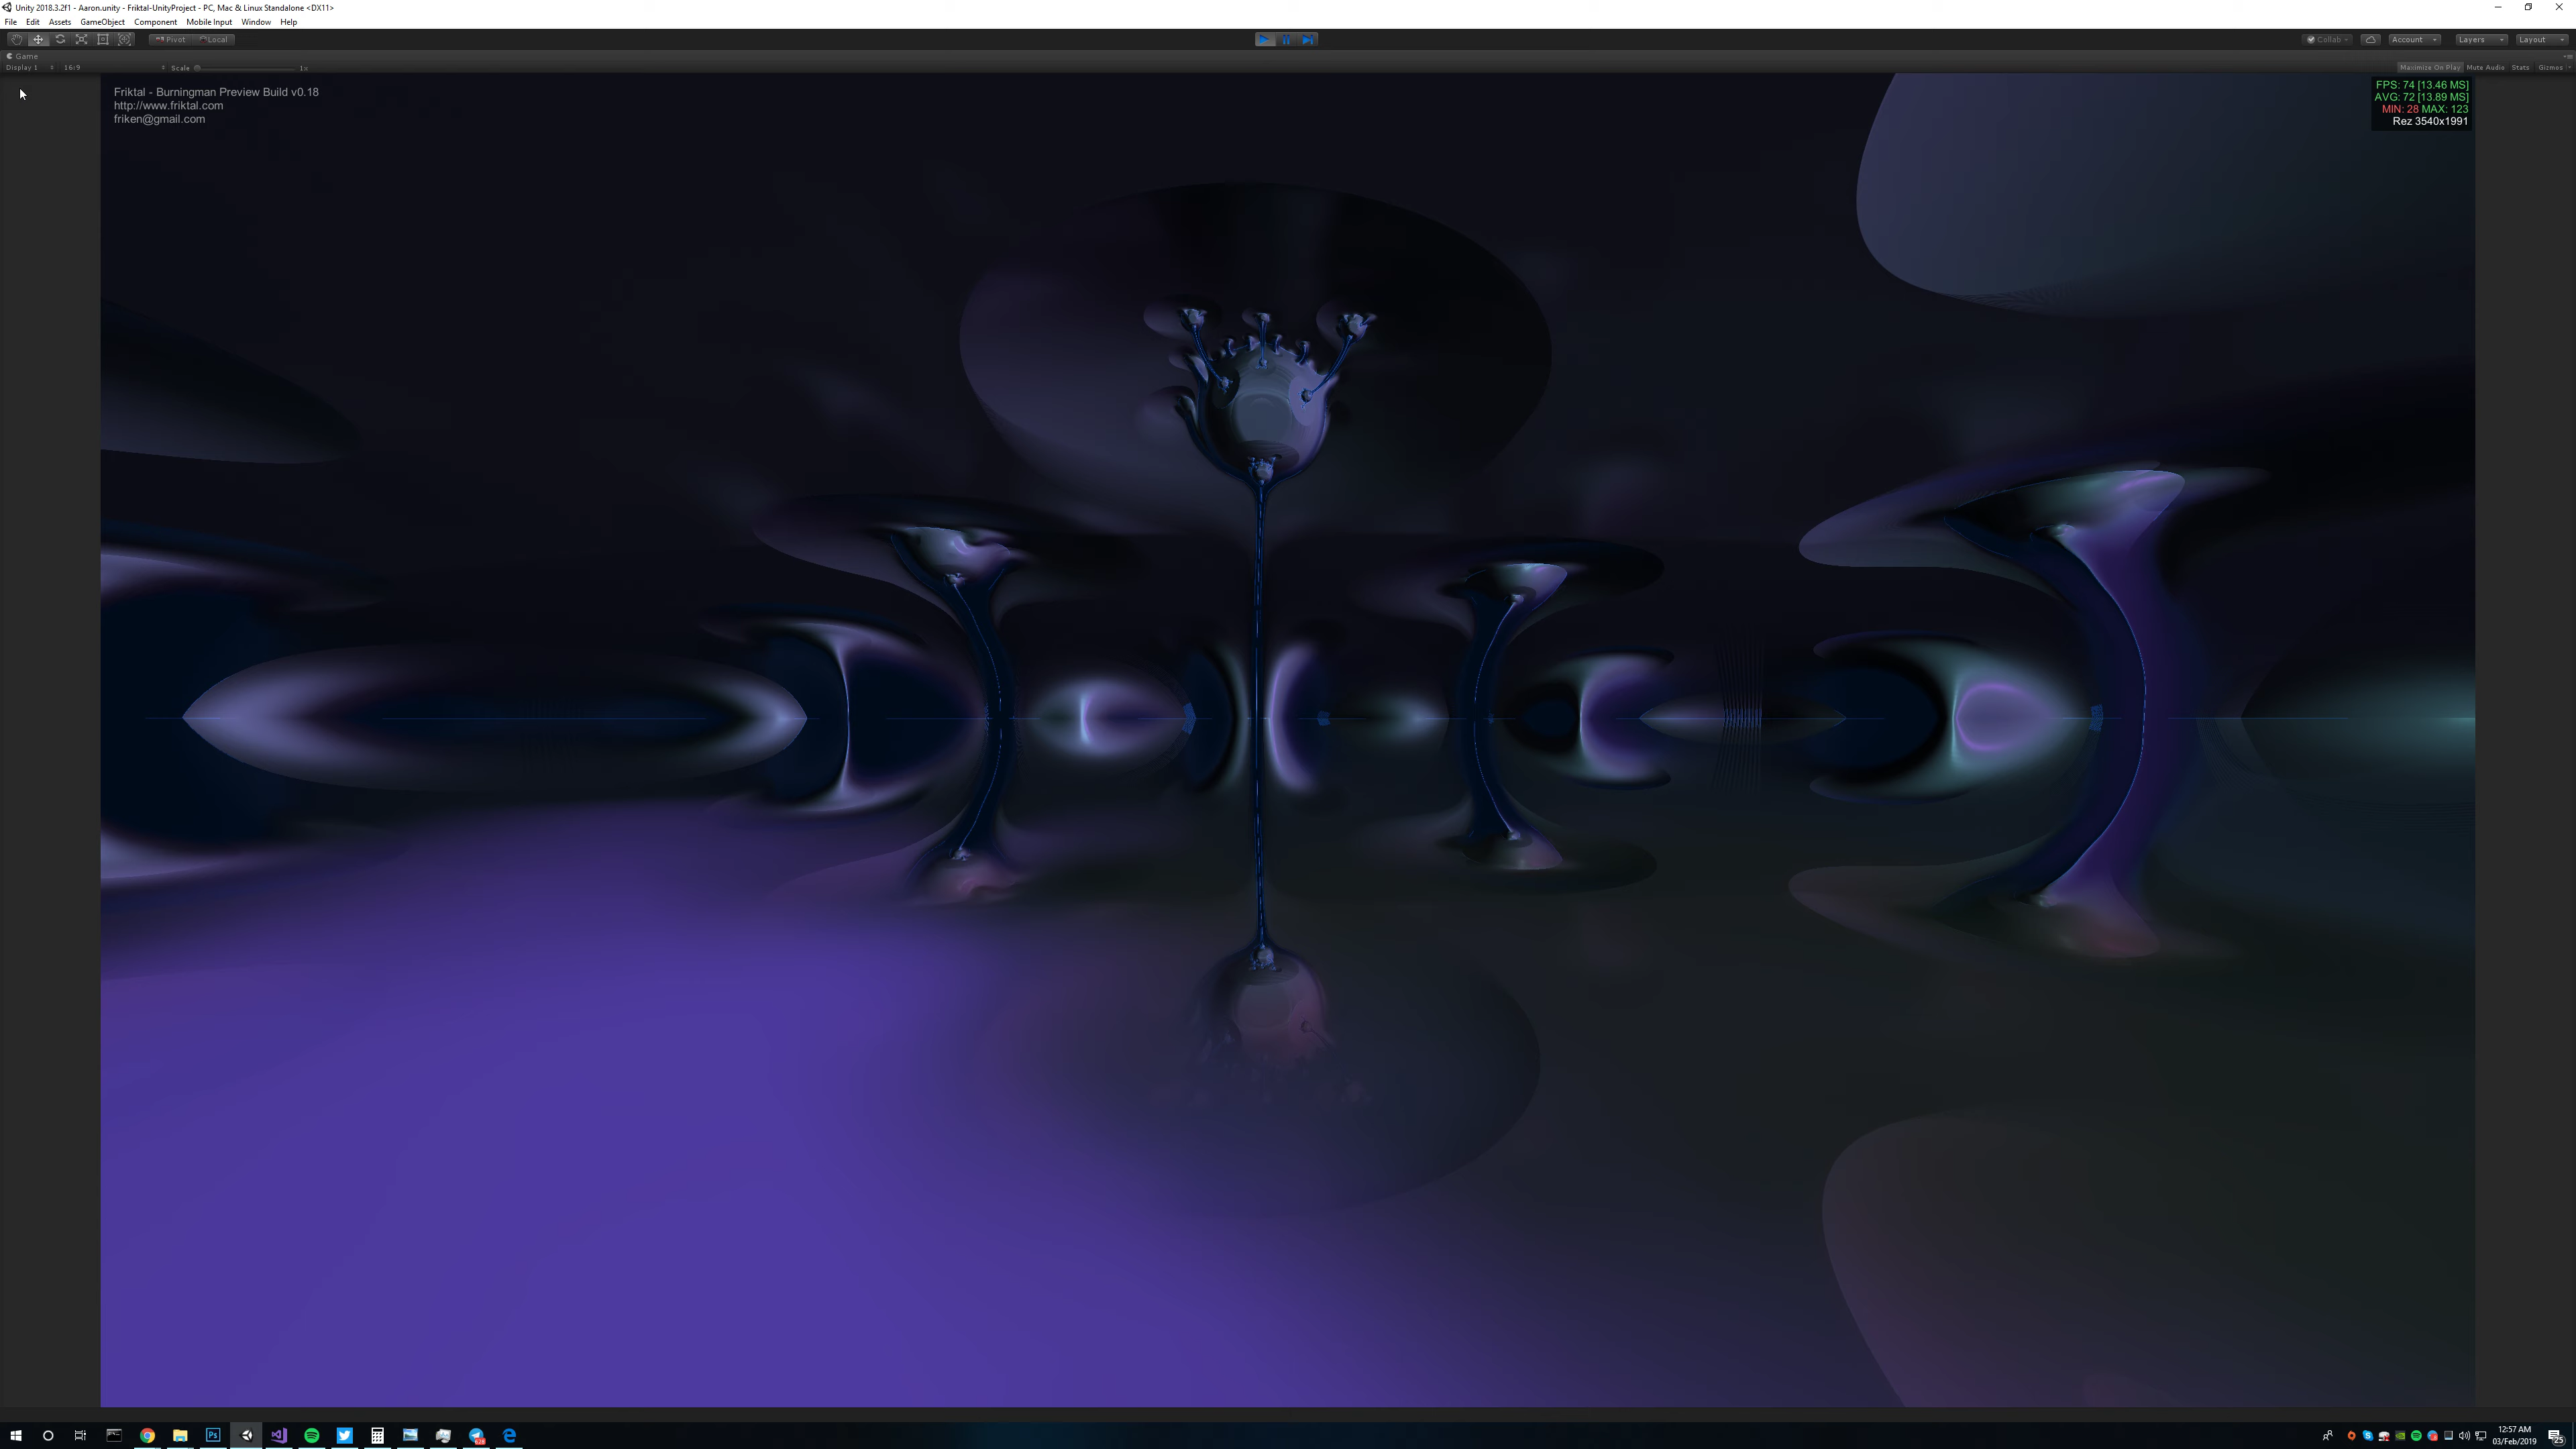 Unity 2018.3.2f1 - Aaron.unity - Friktal-UnityProject - PC, Mac & Linux Standalone <DX11>
File Edit Assets GameObject Component Mobile Input Window Help
Pivot Local Collab Account Layers Layout
Game
Display 1 16:9 Scale 1x Maximize On Play Mute Audio Stats Gizmos
Friktal - Burningman Preview Build v0.18
http://www.friktal.com
friken@gmail.com
FPS: 74 [13.46 MS]
AVG: 72 [13.89 MS]
MIN: 28 MAX: 123
Rez 3540x1991
Ps
12:57 AM
03/Feb/2019
25